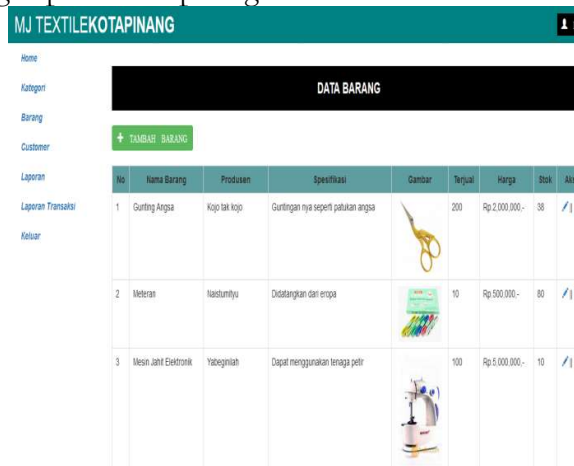 MJ TEXTILEKOTAPINANG
Home
Kategori
Barang
Customer
Laporan
Laporan Transaksi
Keluar
DATA BARANG
+ TAMBAH BARANG
No Nama Barang Produsen Spesifikasi Gambar Terjual Harga Stok
1 Gunting Angsa Kojo tak kojo Guntingan nya seperti patukan angsa 200 Rp.2,000,000,- 38
2 Meteran Naistumityu Didatangkan dari eropa 10 Rp.500,000,- 80
3 Mesin Jahit Elektronik Yabeginilah Dapat menggunakan tenaga petir 100 Rp.5,000,000,- 10